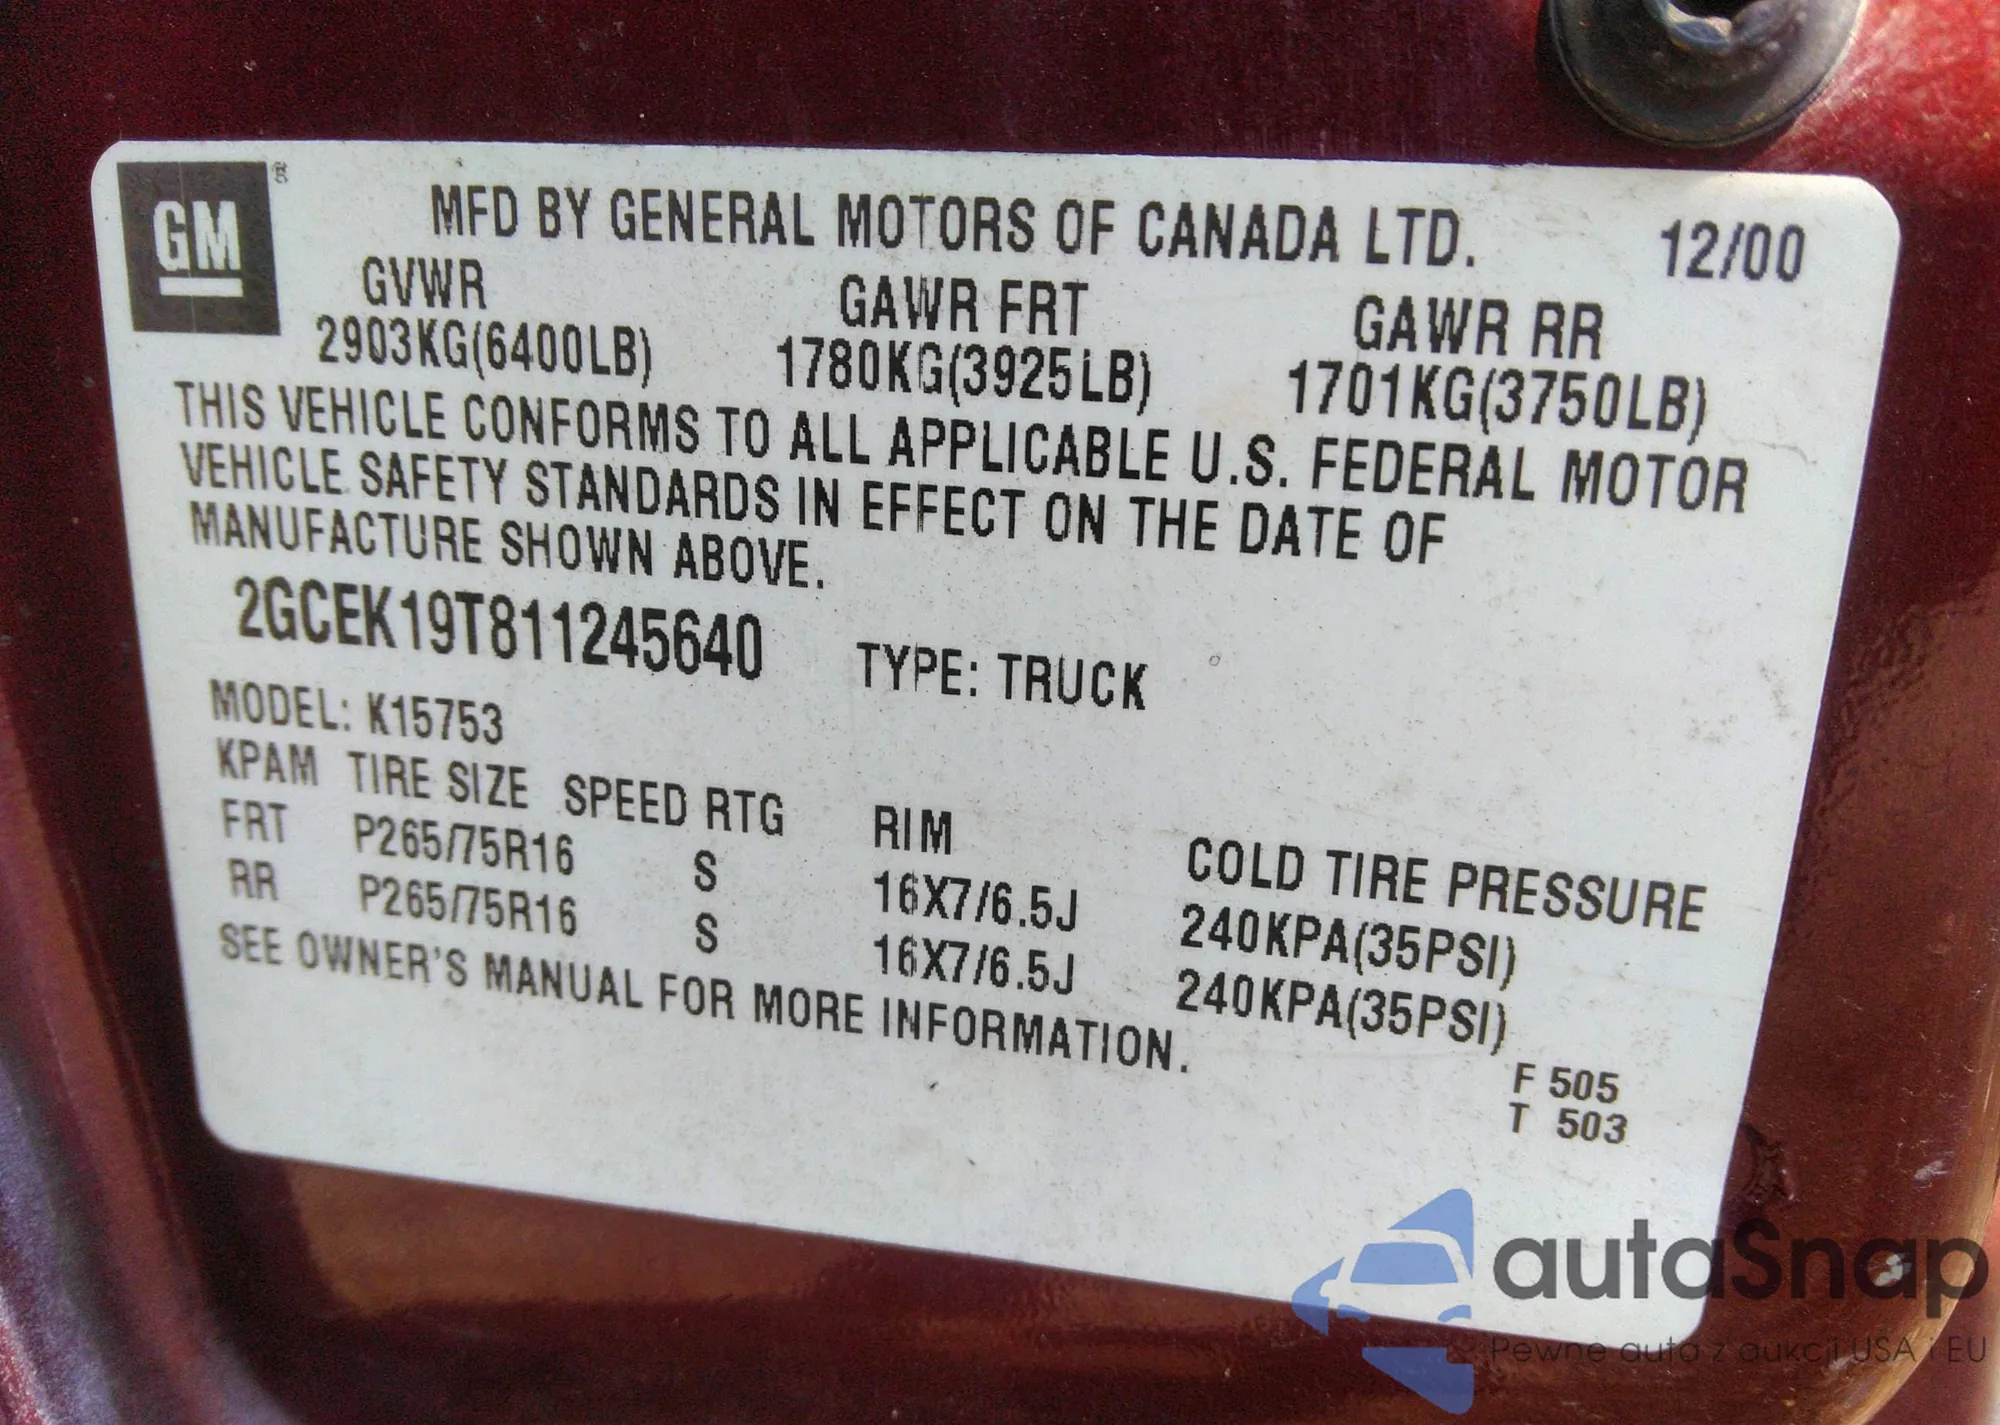 GM ®
MFD BY GENERAL MOTORS OF CANADA LTD. 12/00
GVWR GAWR FRT GAWR RR
2903KG(6400LB) 1780KG(3925LB) 1701KG(3750LB)
THIS VEHICLE CONFORMS TO ALL APPLICABLE U.S. FEDERAL MOTOR
VEHICLE SAFETY STANDARDS IN EFFECT ON THE DATE OF
MANUFACTURE SHOWN ABOVE.
2GCEK19T811245640 TYPE: TRUCK
MODEL: K15753
KPAM TIRE SIZE SPEED RTG RIM COLD TIRE PRESSURE
FRT P265/75R16 S 16X7/6.5J 240KPA(35PSI)
RR P265/75R16 S 16X7/6.5J 240KPA(35PSI)
SEE OWNER'S MANUAL FOR MORE INFORMATION.
F 505
T 503
autaSnap
Pewne auta z aukcji USA i EU